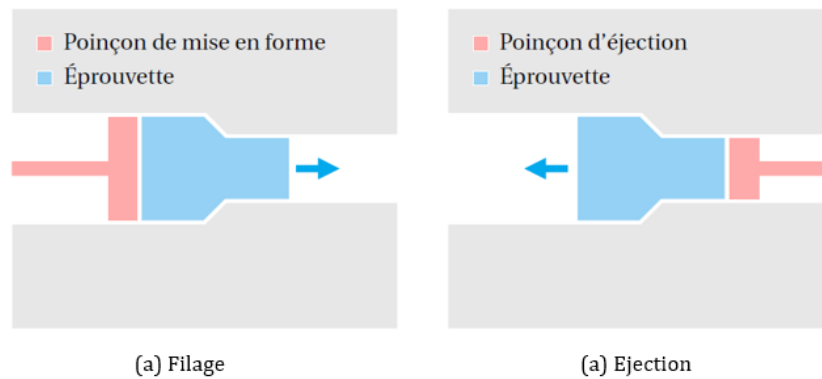 Poinçon de mise en forme
Éprouvette
Poinçon d'éjection
Éprouvette
(a) Filage
(a) Ejection